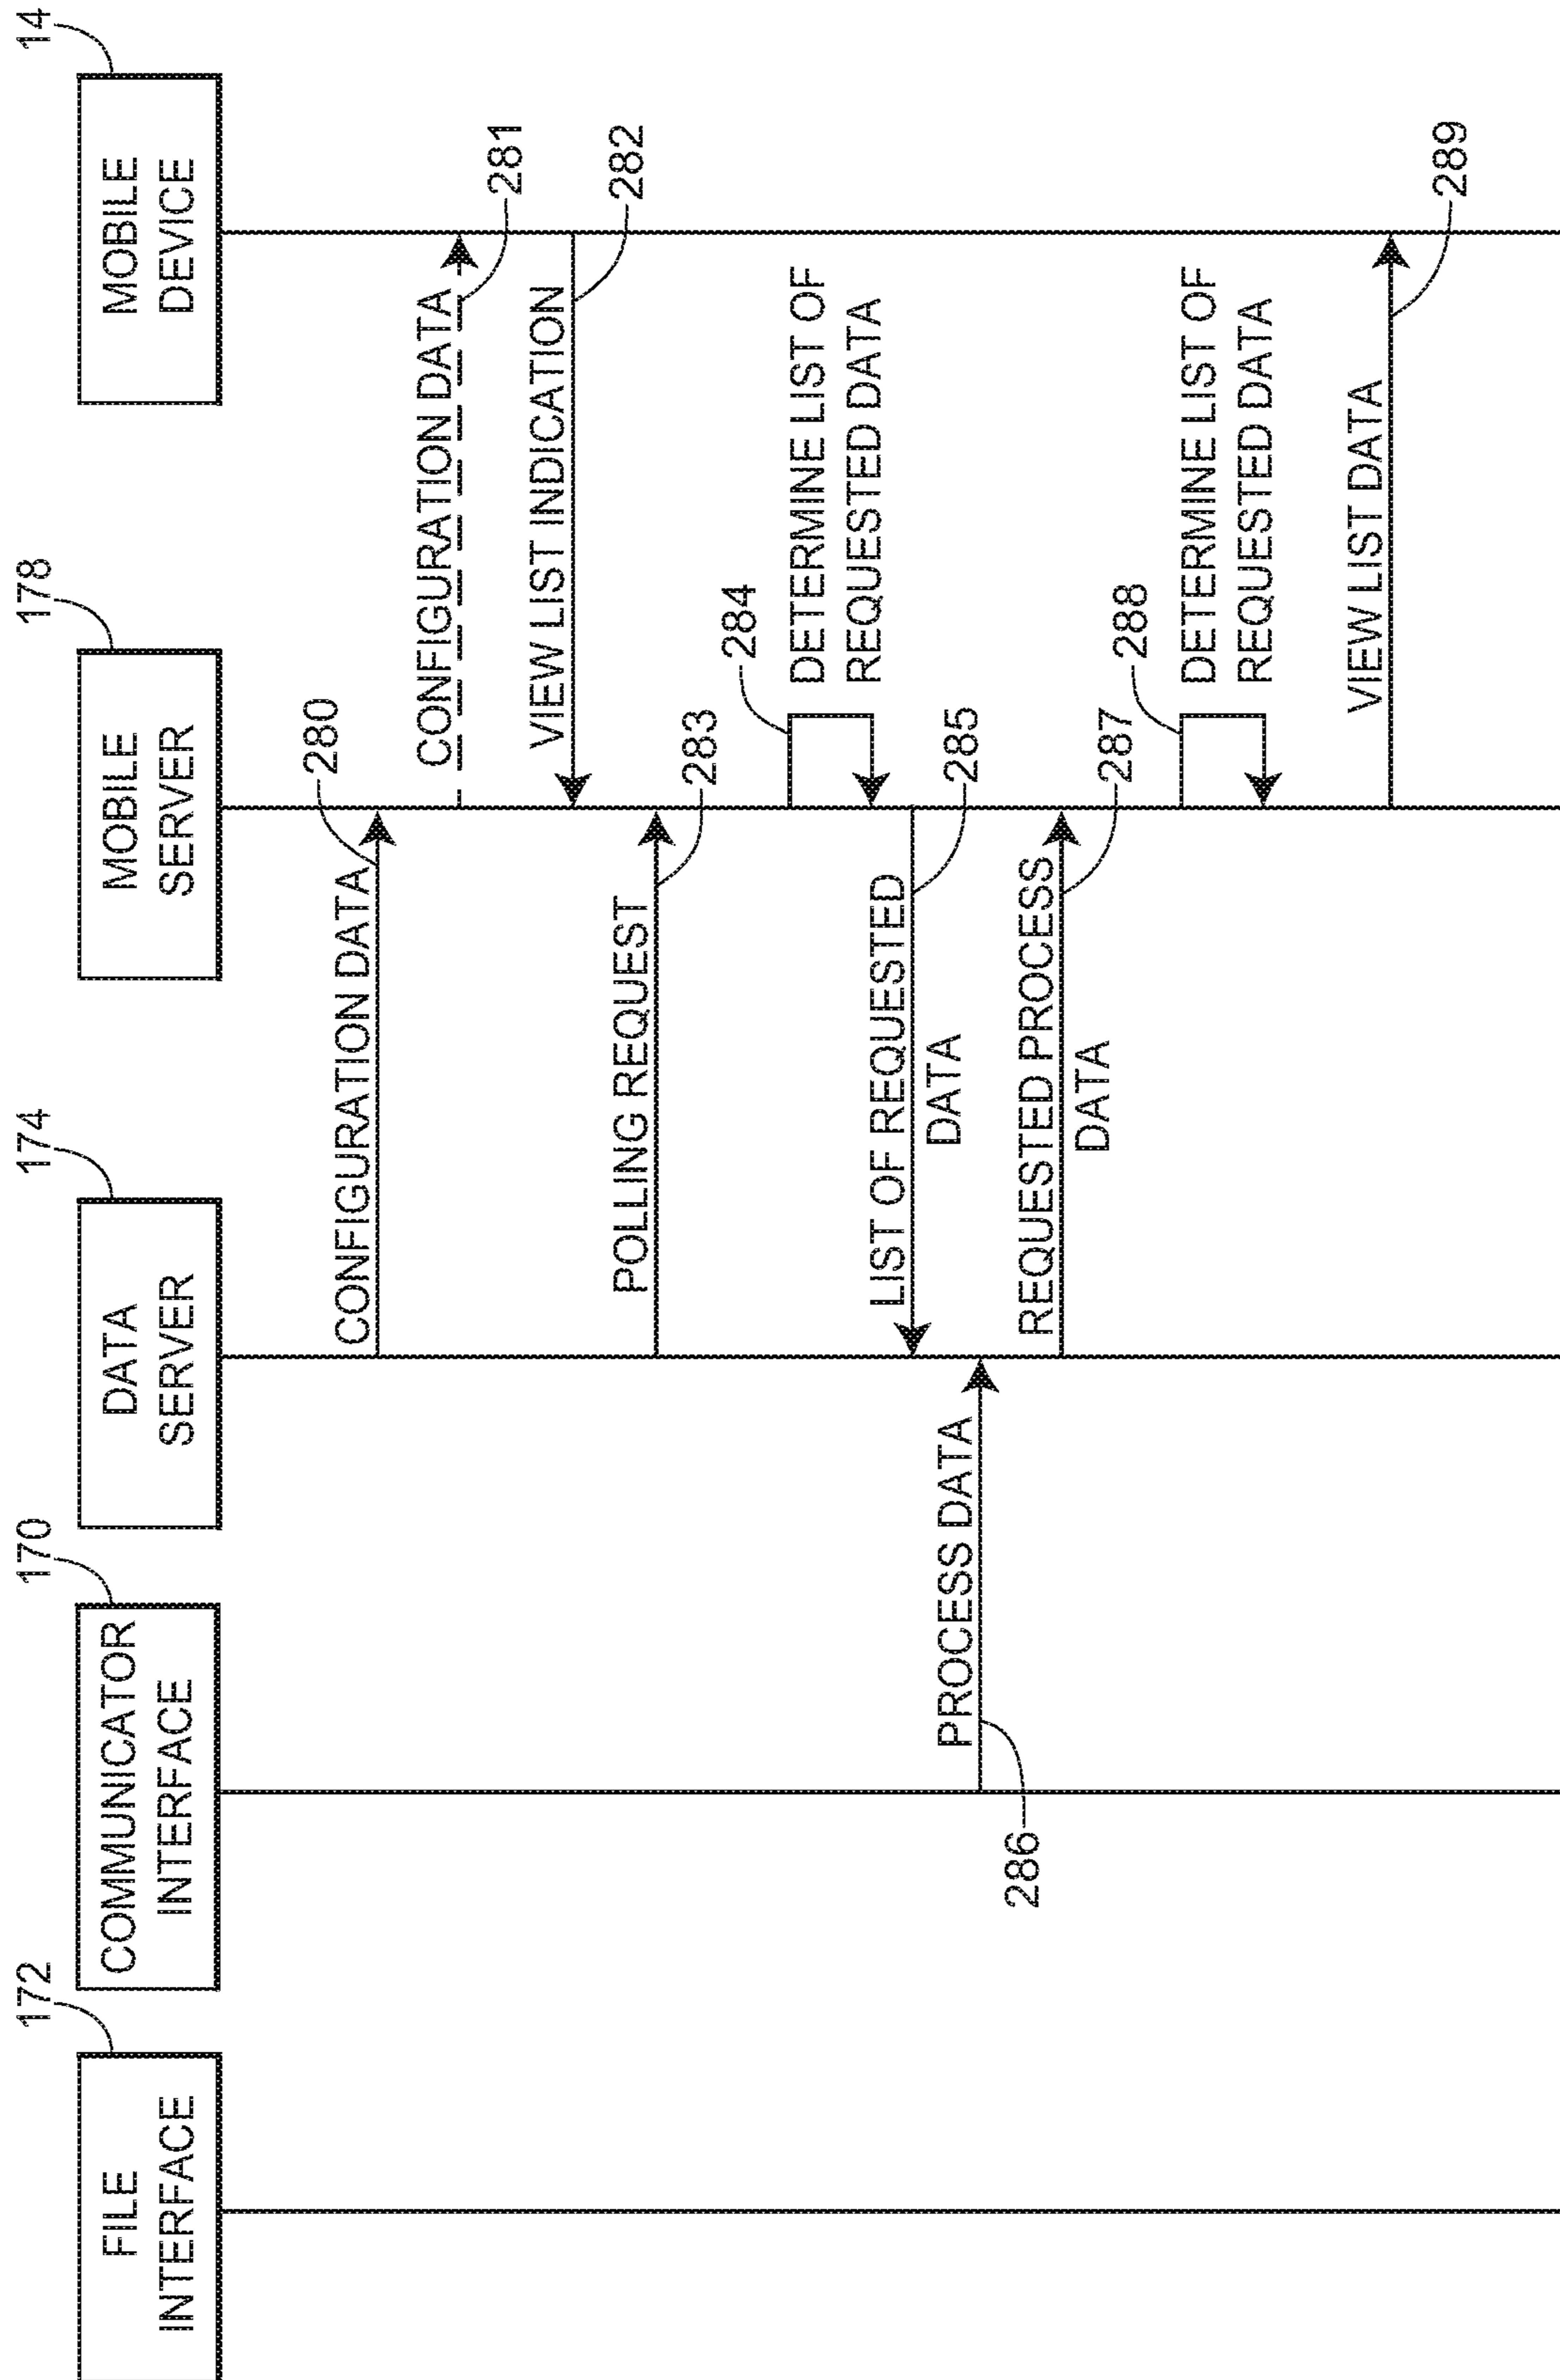 172
FILE
INTERFACE
170
COMMUNICATOR
INTERFACE
174
DATA
SERVER
178
MOBILE
SERVER
14
MOBILE
DEVICE
CONFIGURATION DATA
280
CONFIGURATION DATA
281
VIEW LIST INDICATION
282
POLLING REQUEST
283
284
DETERMINE LIST OF
REQUESTED DATA
LIST OF REQUESTED
DATA
285
PROCESS DATA
286
REQUESTED PROCESS
DATA
287
288
DETERMINE LIST OF
REQUESTED DATA
VIEW LIST DATA
289